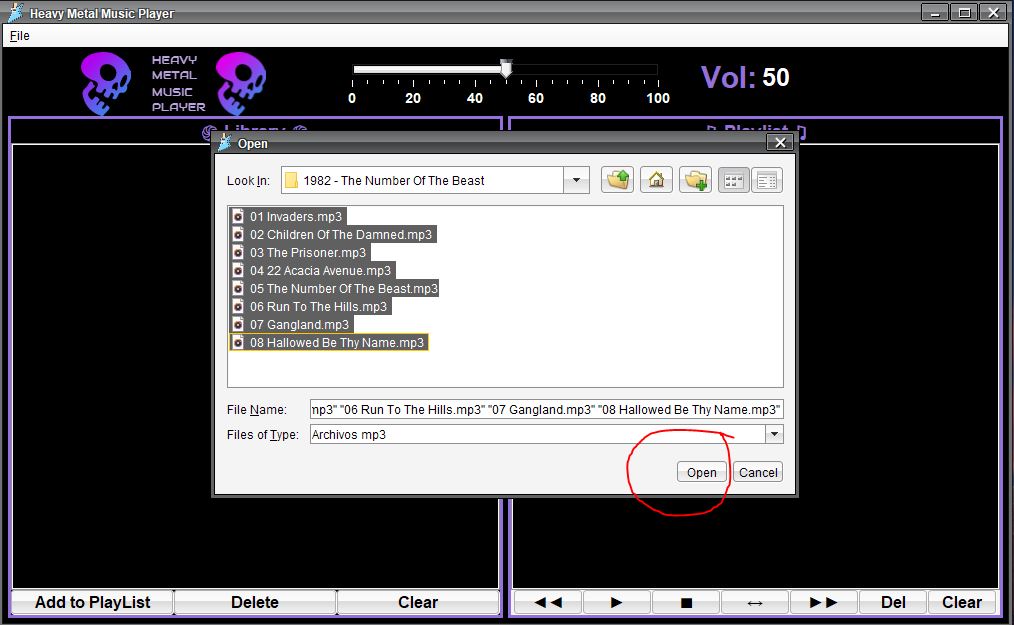 Heavy Metal Music Player
File
HEAVY
METAL
MUSIC
PLAYER
0 20 40 60 80 100
Vol: 50
Library
Playlist
Open
Look In:
1982 - The Number Of The Beast
01 Invaders.mp3
02 Children Of The Damned.mp3
03 The Prisoner.mp3
04 22 Acacia Avenue.mp3
05 The Number Of The Beast.mp3
06 Run To The Hills.mp3
07 Gangland.mp3
08 Hallowed Be Thy Name.mp3
File Name: mp3" "06 Run To The Hills.mp3" "07 Gangland.mp3" "08 Hallowed Be Thy Name.mp3"
Files of Type: Archivos mp3
Open Cancel
Add to PlayList Delete Clear
Del Clear